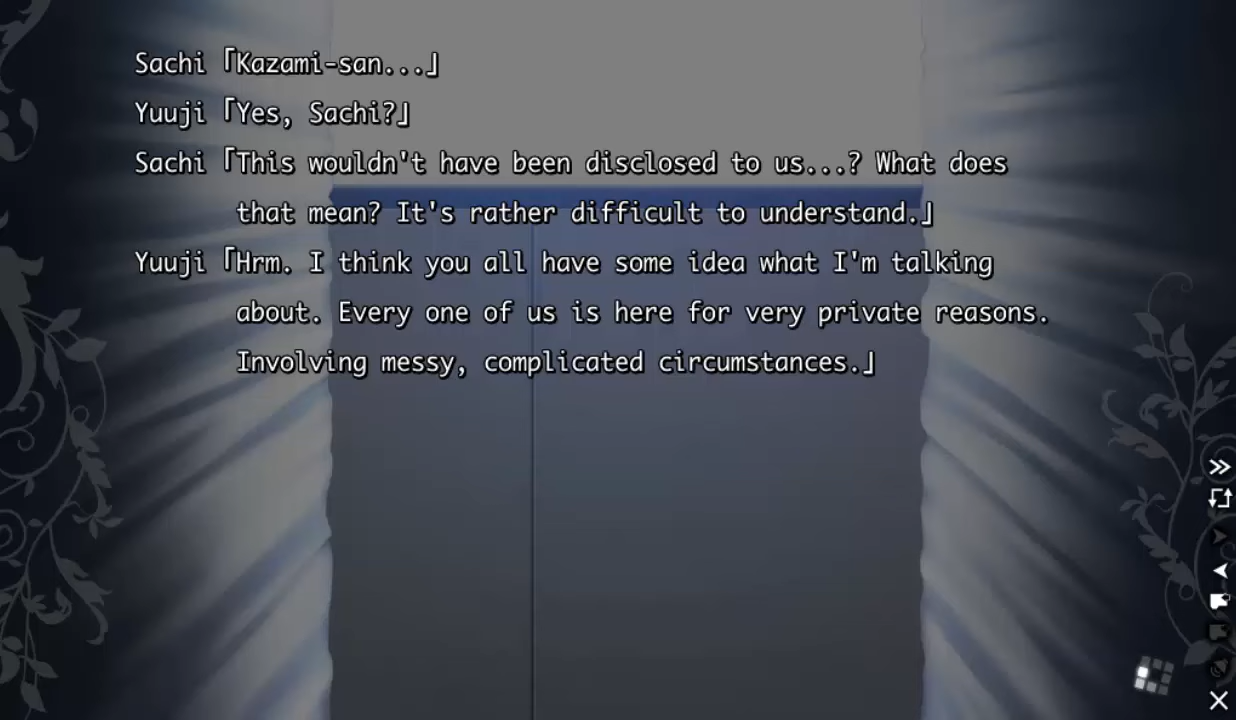 Sachi「Kazami-san...」
Yuuji「Yes, Sachi?」
Sachi「This wouldn't have been disclosed to us...? What does
that mean? It's rather difficult to understand.」
Yuuji「Hrm. I think you all have some idea what I'm talking
about. Every one of us is here for very private reasons.
Involving messy, complicated circumstances.」